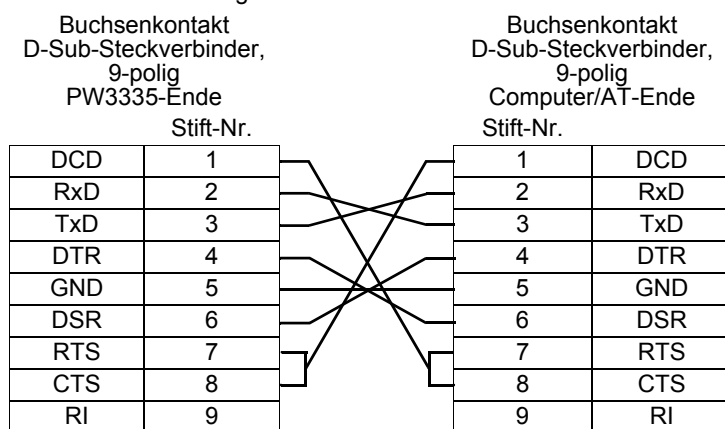 Buchsenkontakt
D-Sub-Steckverbinder,
9-polig
PW3335-Ende
Stift-Nr.
Buchsenkontakt
D-Sub-Steckverbinder,
9-polig
Computer/AT-Ende
Stift-Nr.
DCD 1 1 DCD
RxD 2 2 RxD
TxD 3 3 TxD
DTR 4 4 DTR
GND 5 5 GND
DSR 6 6 DSR
RTS 7 7 RTS
CTS 8 8 CTS
RI 9 9 RI